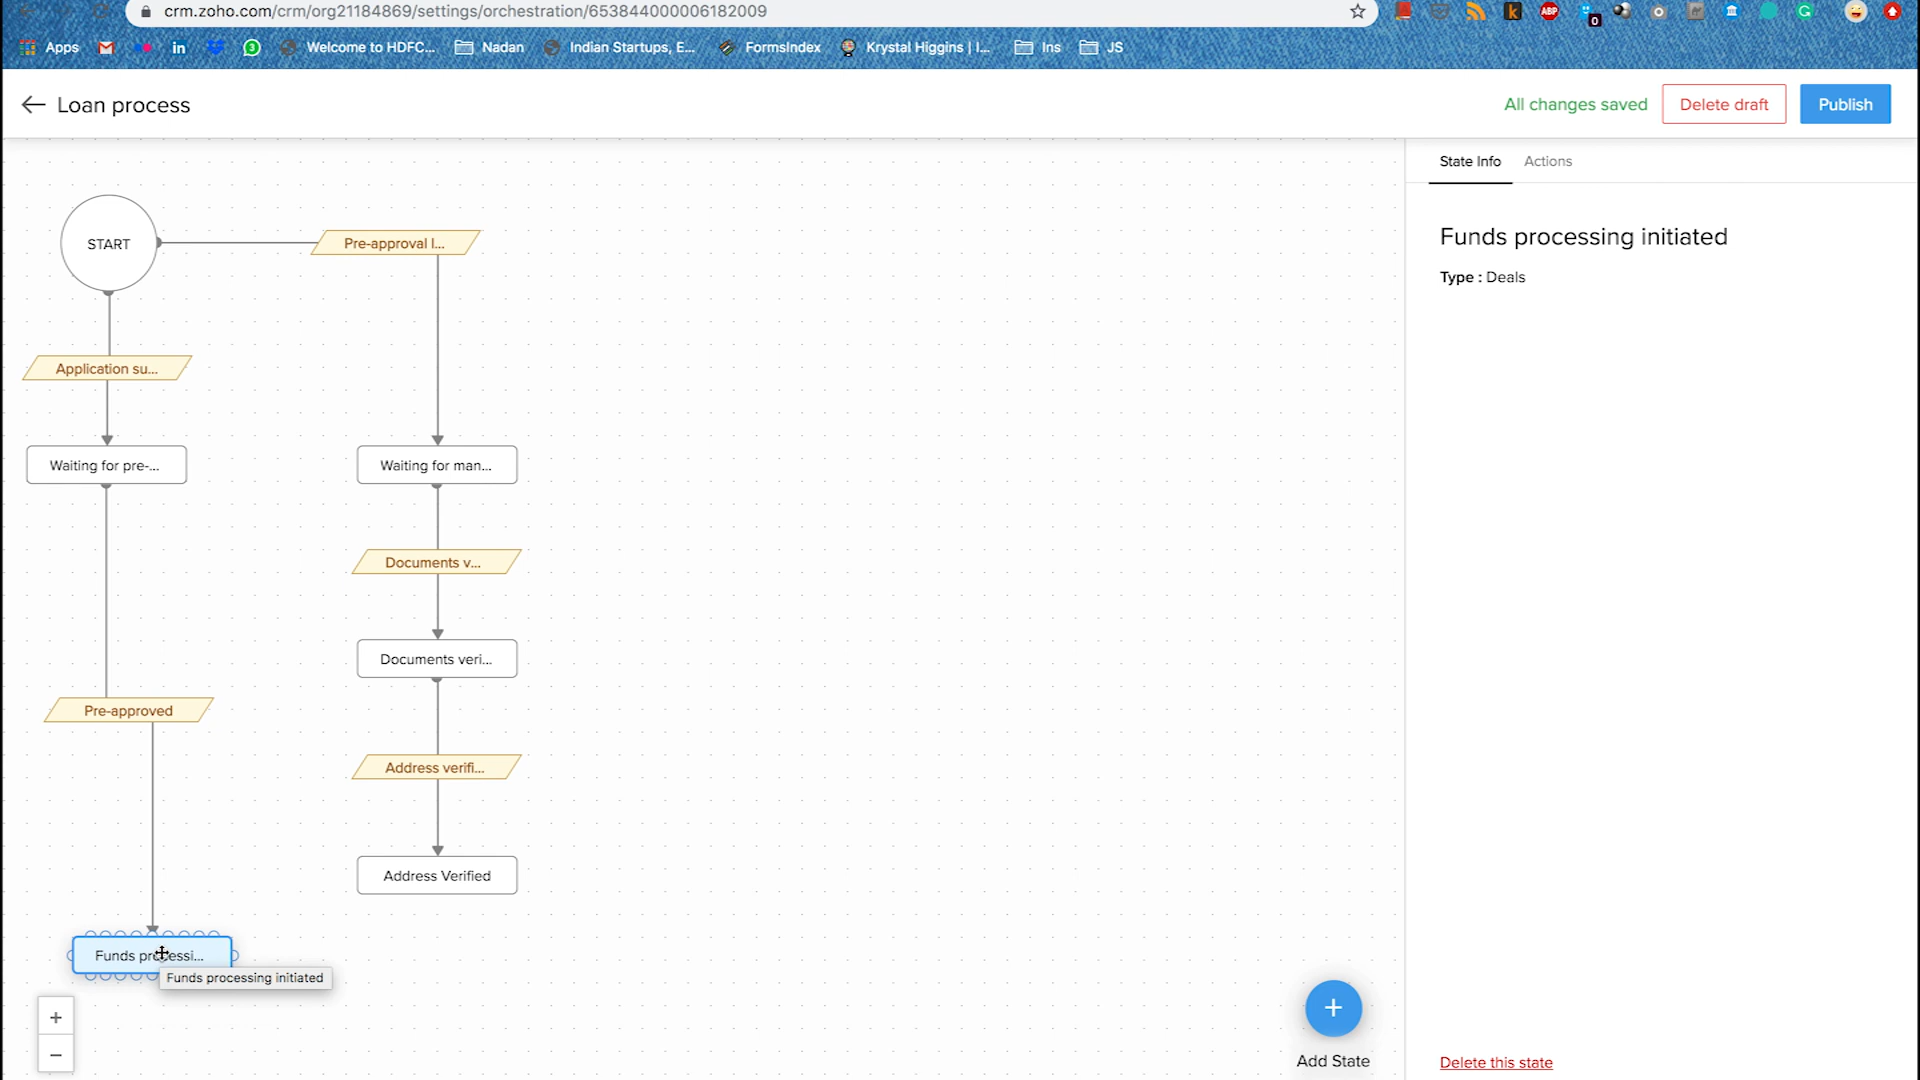 crm.zoho.com/crm/org21184869/settings/orchestration/653844000006182009
ABP
0
Apps
3
Welcome to HDFC...
Nadan
Indian Startups, E...
FormsIndex
Krystal Higgins | I...
Ins
JS
Loan process
All changes saved
Delete draft
Publish
State Info
Actions
Funds processing initiated
Type : Deals
START
Pre-approval l...
Application su...
Waiting for pre-...
Waiting for man...
Documents v...
Documents veri...
Pre-approved
Address verifi...
Address Verified
Funds processi...
Funds processing initiated
+
−
+
Add State
Delete this state